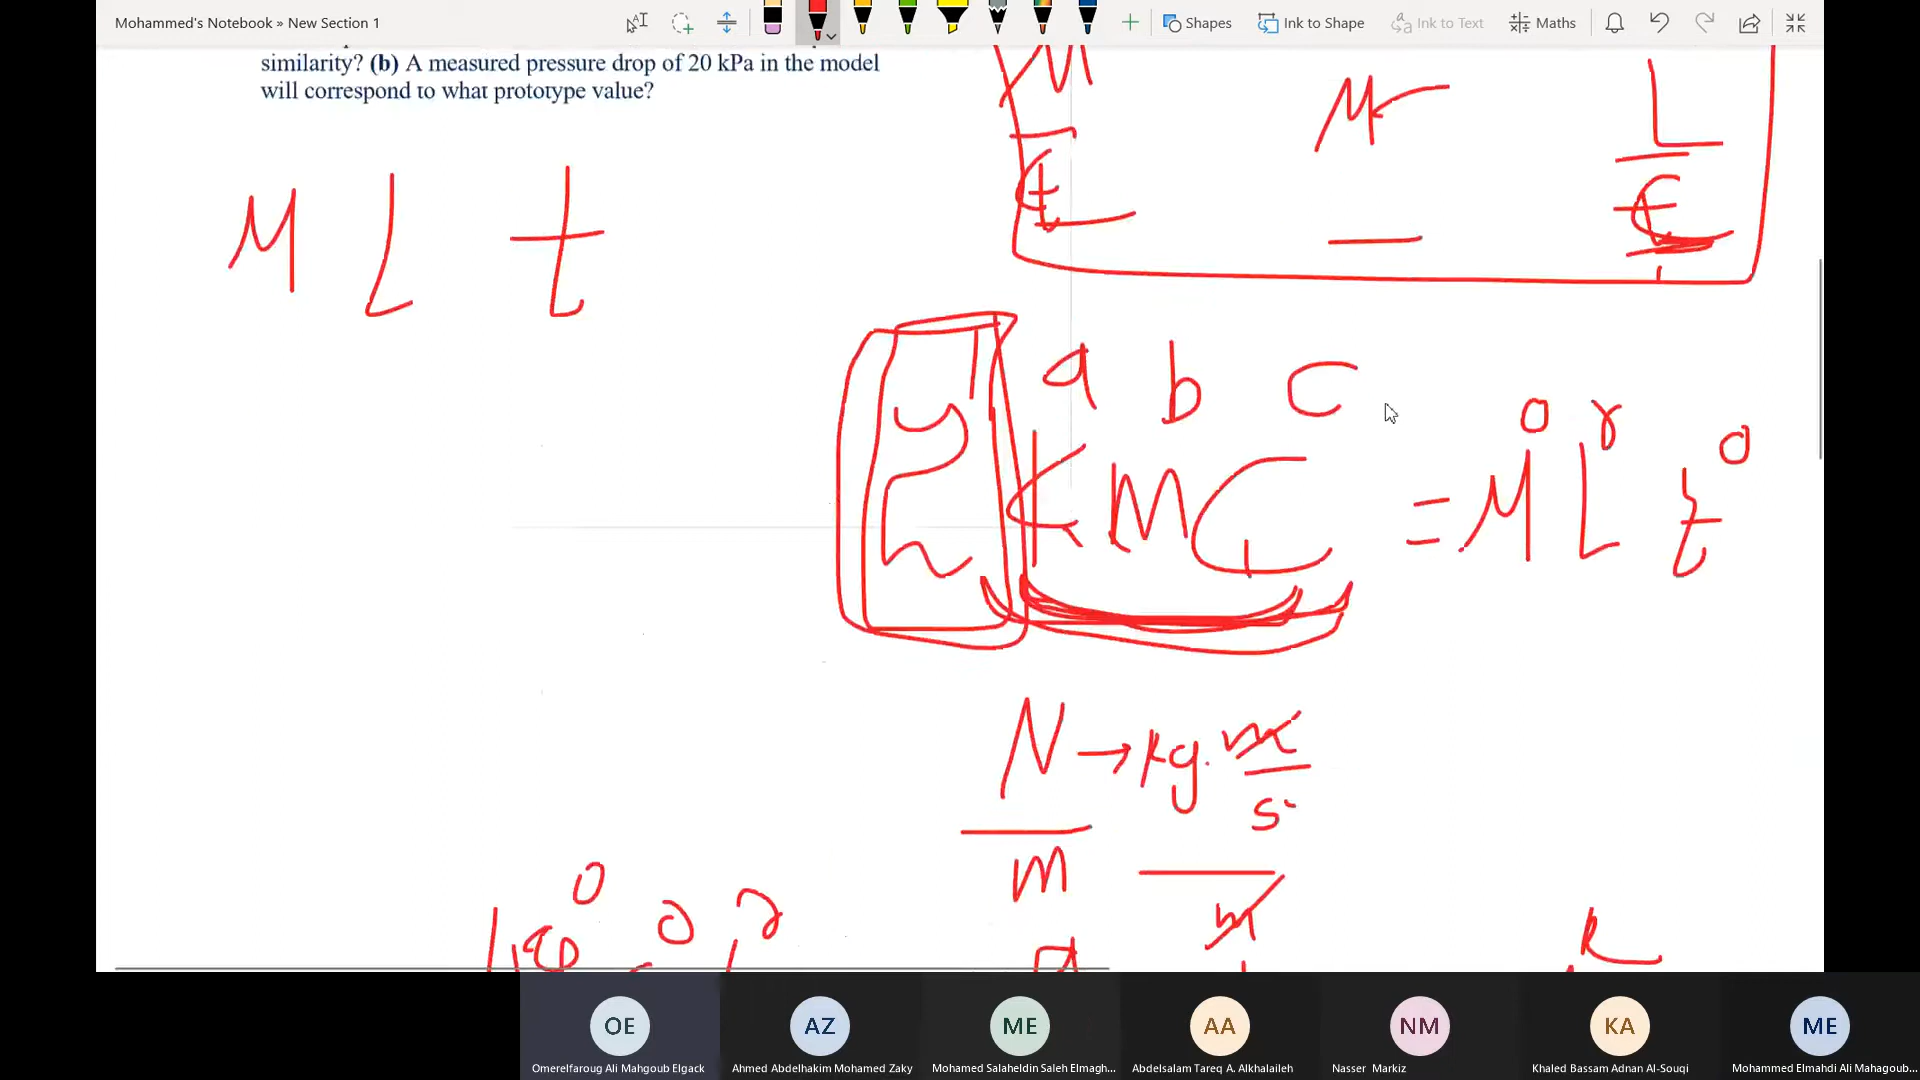 Mohammed's Notebook » New Section 1
Shapes
Ink to Shape
Ink to Text
Maths
similarity? (b) A measured pressure drop of 20 kPa in the model
will correspond to what prototype value?
M
L
t
M
L
t
M L t
a b c
K M C = M⁰ L t⁰
N → kg. m
s
m
m
OE
AZ
ME
AA
NM
KA
ME
Omerelfaroug Ali Mahgoub Elgack
Ahmed Abdelhakim Mohamed Zaky
Mohamed Salaheldin Saleh Elmagh...
Abdelsalam Tareq A. Alkhalaileh
Nasser Markiz
Khaled Bassam Adnan Al-Souqi
Mohammed Elmahdi Ali Mahagoub...